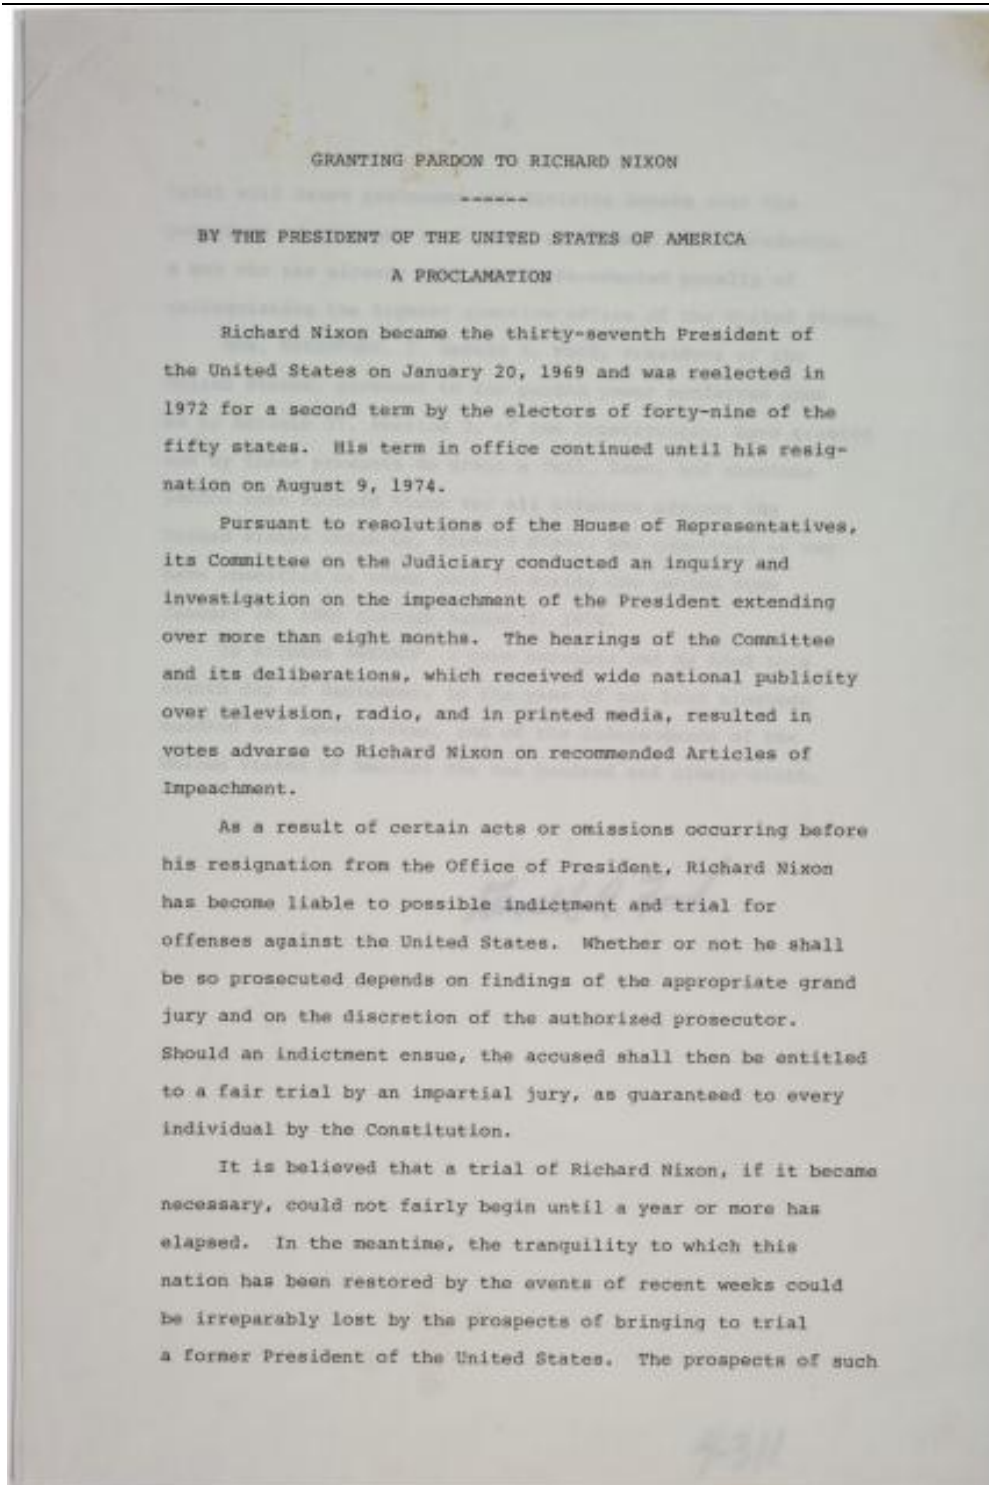 GRANTING PARDON TO RICHARD NIXON
------
BY THE PRESIDENT OF THE UNITED STATES OF AMERICA
A PROCLAMATION
Richard Nixon became the thirty-seventh President of
the United States on January 20, 1969 and was reelected in
1972 for a second term by the electors of forty-nine of the
fifty states. His term in office continued until his resig-
nation on August 9, 1974.
Pursuant to resolutions of the House of Representatives,
its Committee on the Judiciary conducted an inquiry and
investigation on the impeachment of the President extending
over more than eight months. The hearings of the Committee
and its deliberations, which received wide national publicity
over television, radio, and in printed media, resulted in
votes adverse to Richard Nixon on recommended Articles of
Impeachment.
As a result of certain acts or omissions occurring before
his resignation from the Office of President, Richard Nixon
has become liable to possible indictment and trial for
offenses against the United States. Whether or not he shall
be so prosecuted depends on findings of the appropriate grand
jury and on the discretion of the authorized prosecutor.
Should an indictment ensue, the accused shall then be entitled
to a fair trial by an impartial jury, as guaranteed to every
individual by the Constitution.
It is believed that a trial of Richard Nixon, if it became
necessary, could not fairly begin until a year or more has
elapsed. In the meantime, the tranquility to which this
nation has been restored by the events of recent weeks could
be irreparably lost by the prospects of bringing to trial
a former President of the United States. The prospects of such
4311